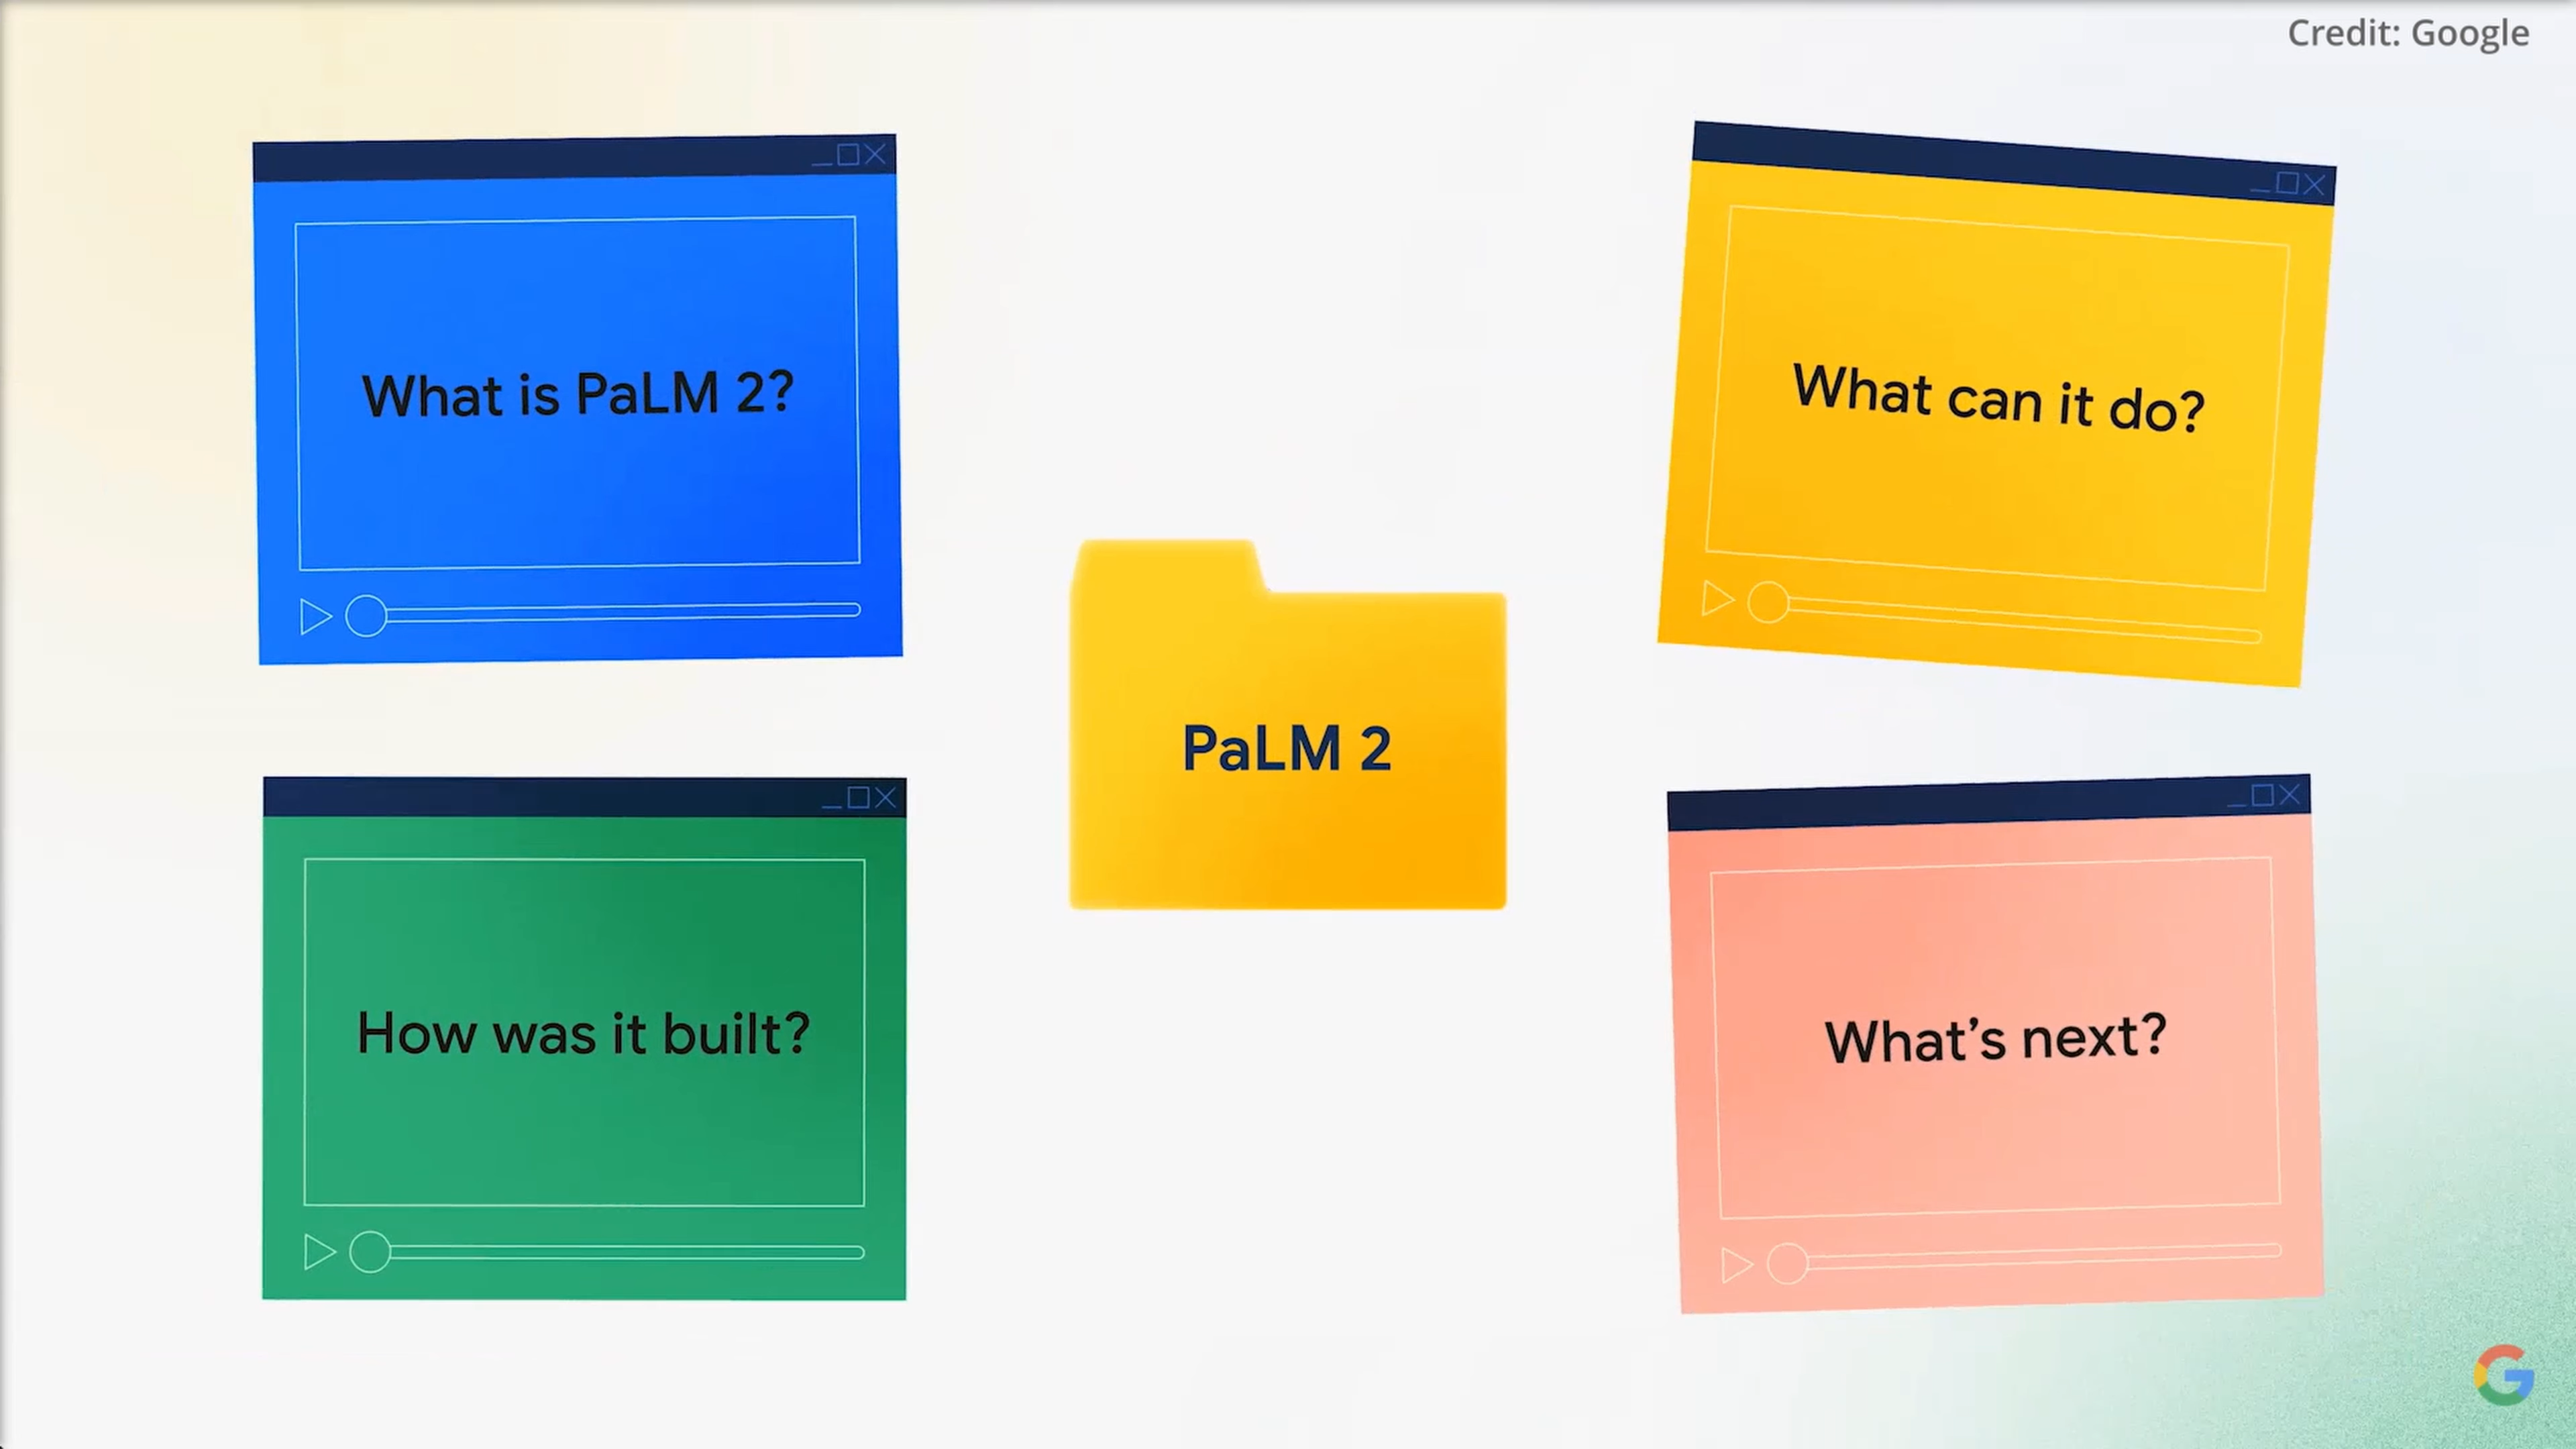 Credit: Google
What is PaLM 2?
What can it do?
PaLM 2
How was it built?
What's next?